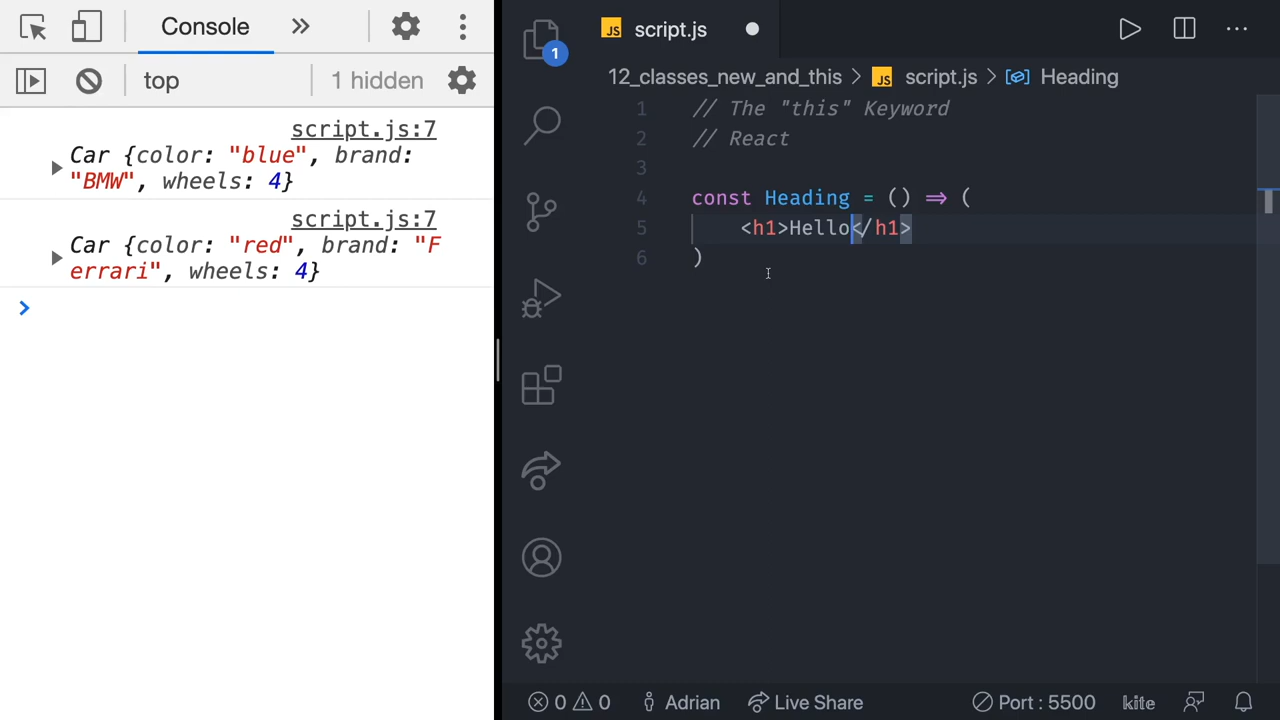 Console
top
1 hidden
script.js:7
Car {color: "blue", brand:
"BMW", wheels: 4}
script.js:7
Car {color: "red", brand: "F
errari", wheels: 4}
1
JS script.js
12_classes_new_and_this > JS script.js > Heading
1 // The "this" Keyword
2 // React
3
4 const Heading = () => (
5 <h1>Hello</h1>
6 )
0 0 Adrian Live Share Port : 5500 kite